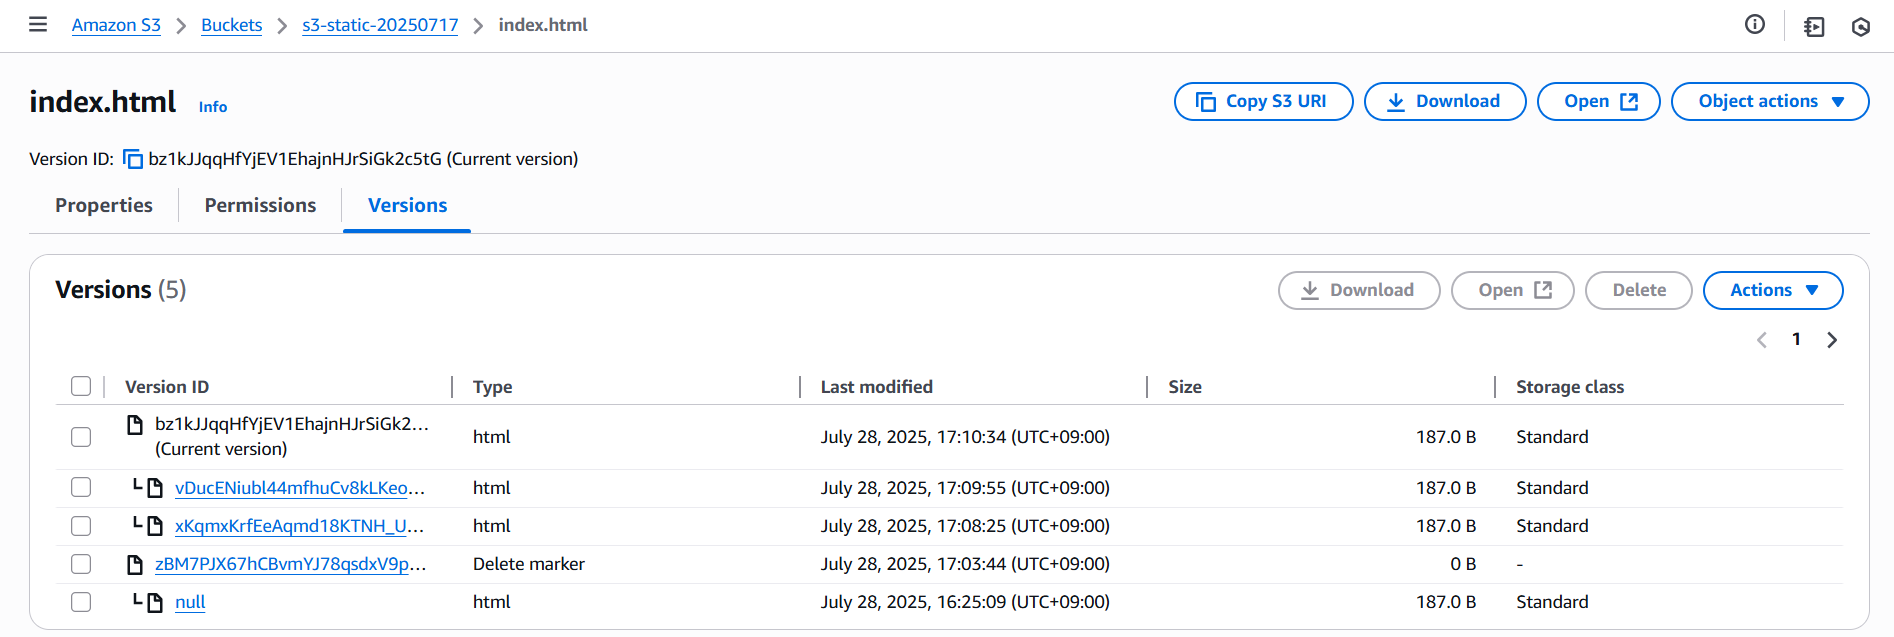 Amazon S3 > Buckets > s3-static-20250717 > index.html
index.html Info
Copy S3 URI Download Open Object actions
Version ID: bz1kJJqqHfYjEV1EhajnHJrSiGk2c5tG (Current version)
Properties Permissions Versions
Versions (5)
Download Open Delete Actions
1
Version ID Type Last modified Size Storage class
bz1kJJqqHfYjEV1EhajnHJrSiGk2...
(Current version) html July 28, 2025, 17:10:34 (UTC+09:00) 187.0 B Standard
vDucENiubl44mfhuCv8kLKeo... html July 28, 2025, 17:09:55 (UTC+09:00) 187.0 B Standard
xKqmxKrfEeAqmd18KTNH_U... html July 28, 2025, 17:08:25 (UTC+09:00) 187.0 B Standard
zBM7PJX67hCBvmYJ78qsdxV9p... Delete marker July 28, 2025, 17:03:44 (UTC+09:00) 0 B -
null html July 28, 2025, 16:25:09 (UTC+09:00) 187.0 B Standard